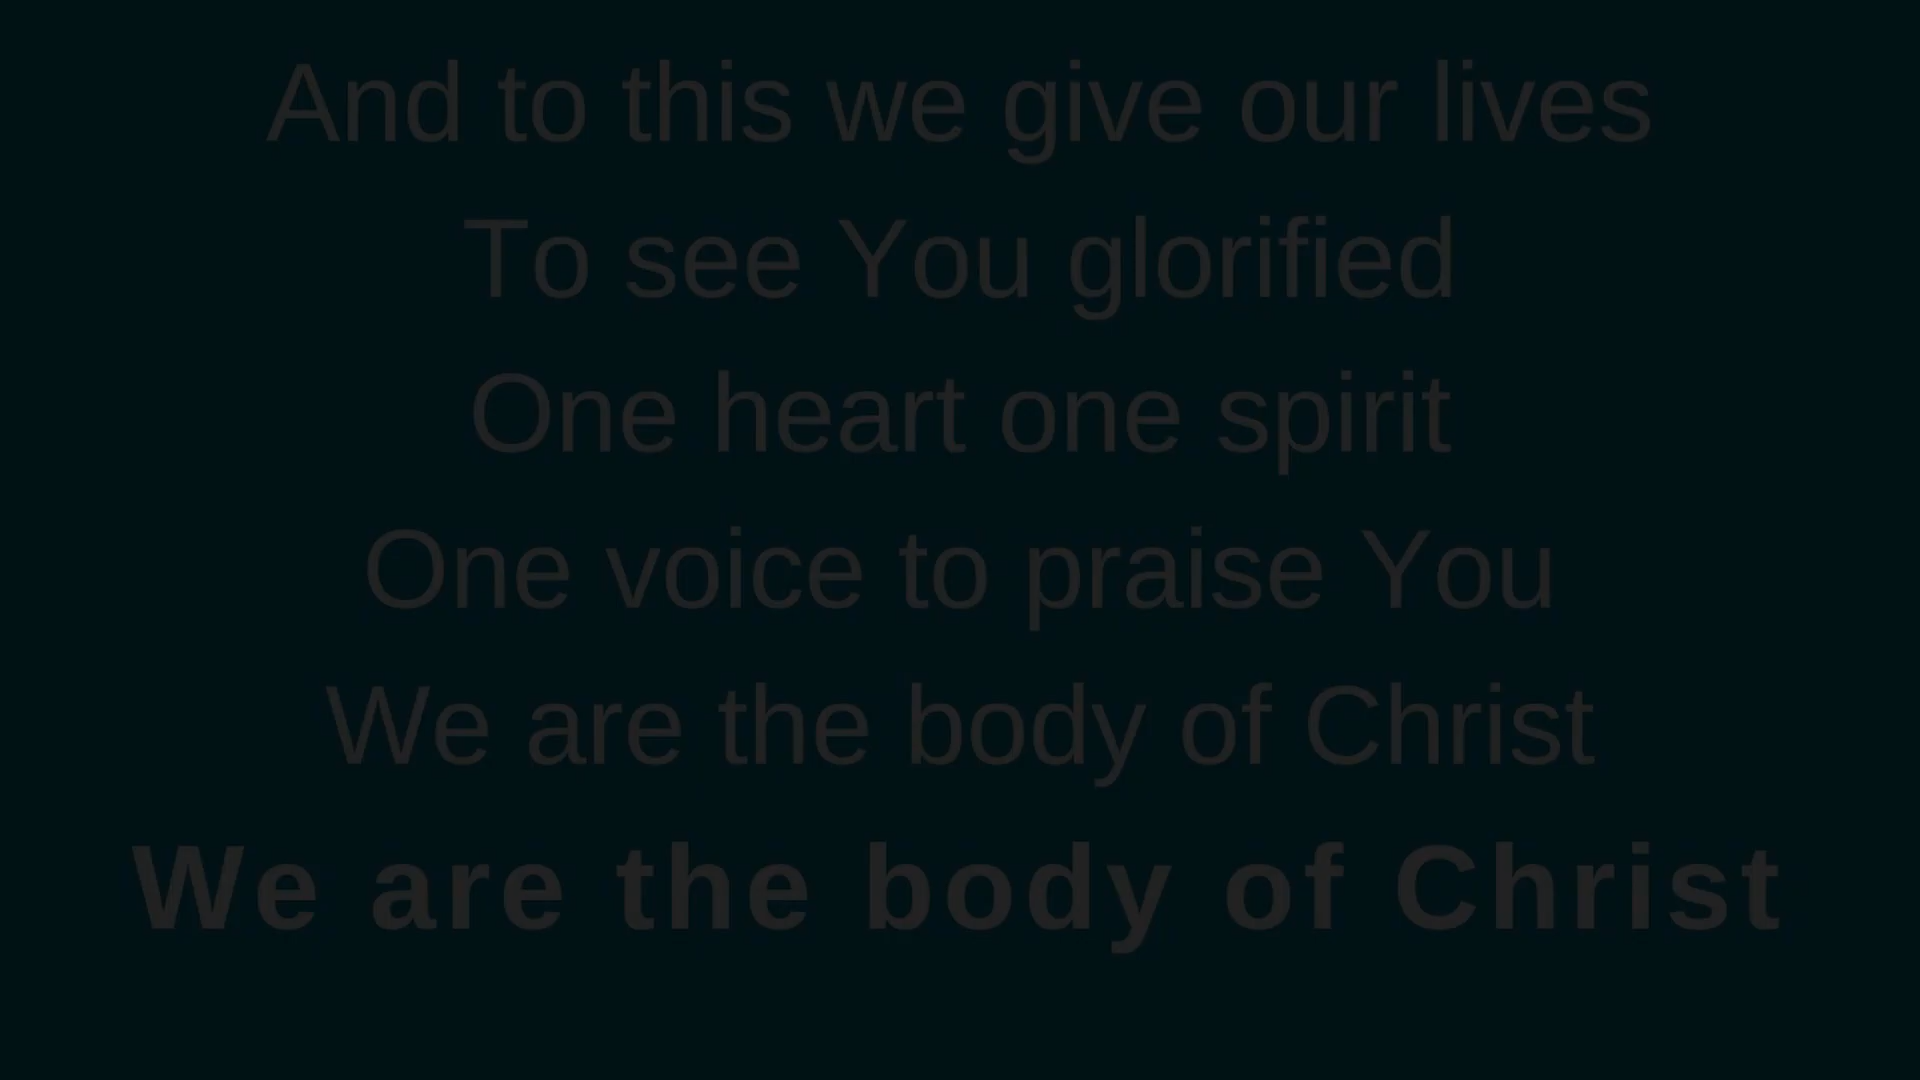 And to this we give our lives
To see You glorified
One heart one spirit
One voice to praise You
We are the body of Christ
We are the body of Christ